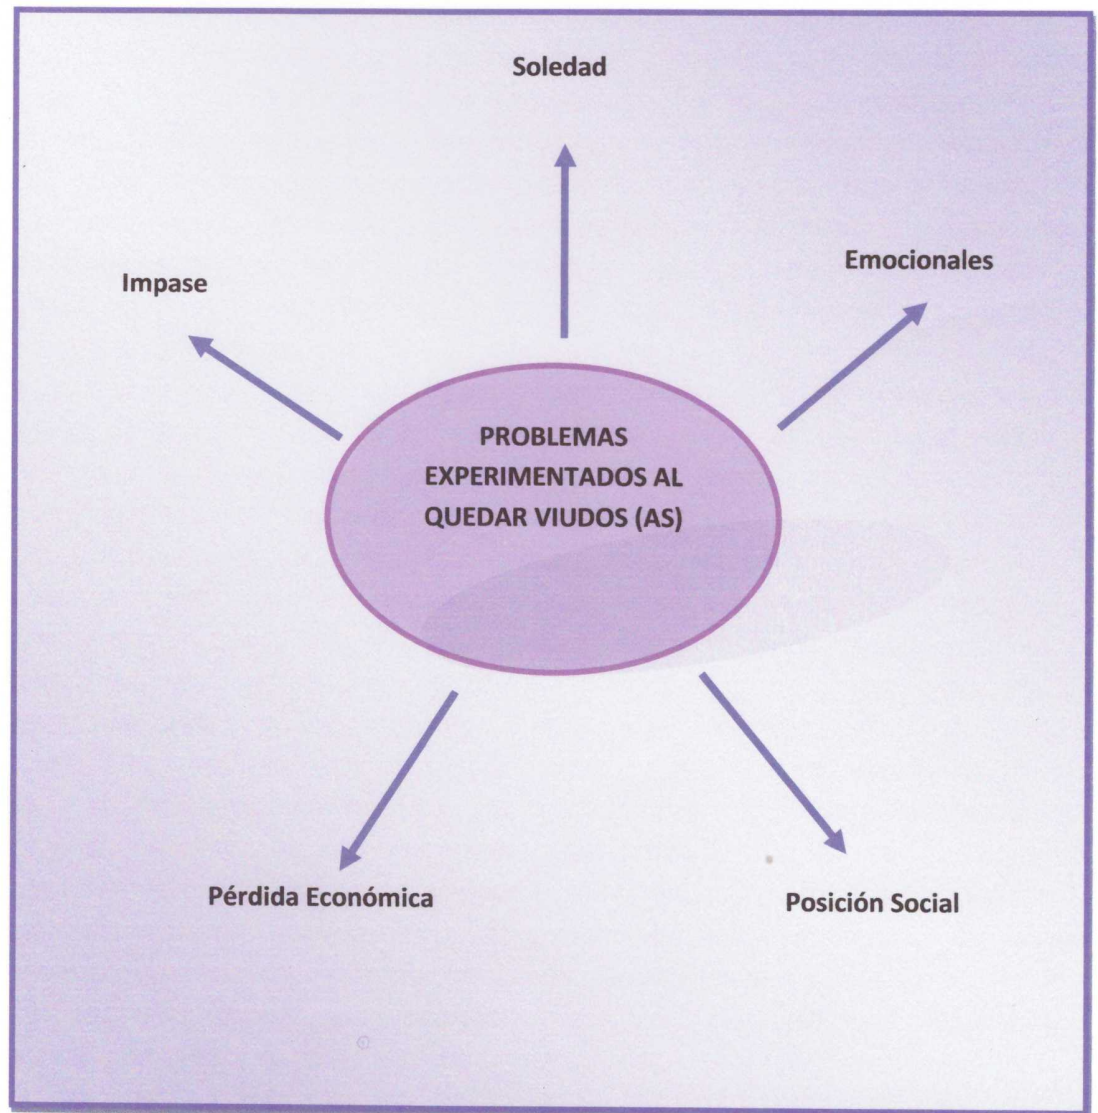 Soledad
Emocionales
Impase
PROBLEMAS
EXPERIMENTADOS AL
QUEDAR VIUDOS (AS)
Pérdida Económica
Posición Social